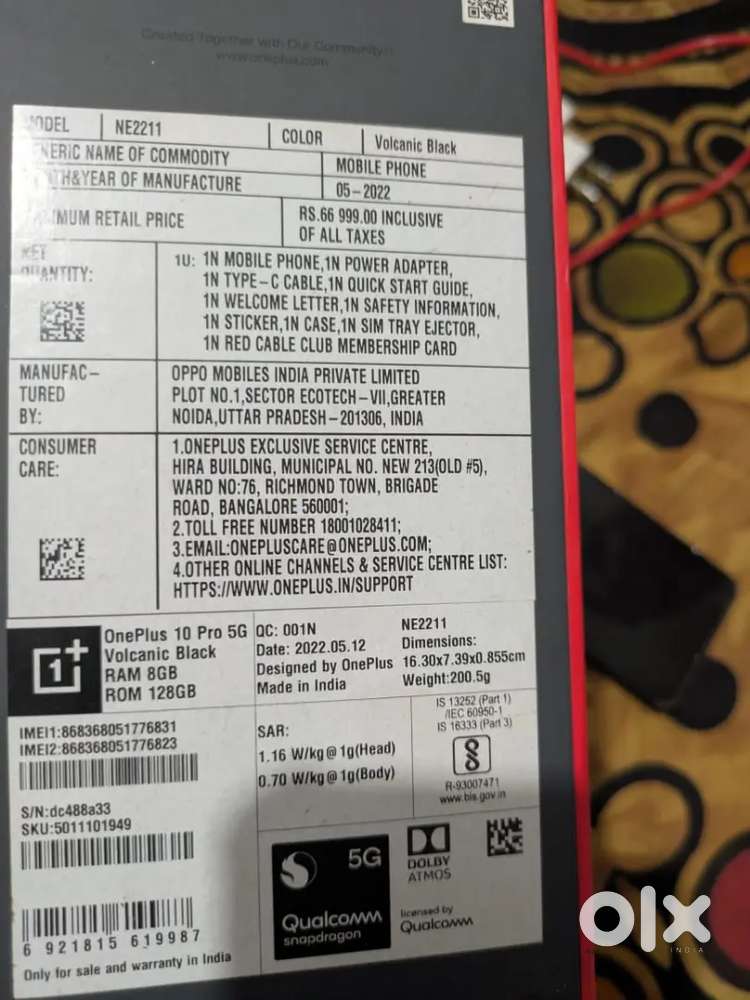 Created Together with Our Community
www.oneplus.com
MODEL NE2211 COLOR Volcanic Black
NAME OF COMMODITY MOBILE PHONE
&YEAR OF MANUFACTURE 05-2022
RETAIL PRICE RS.66 999.00 INCLUSIVE
OF ALL TAXES
QUANTITY:
1U: 1N MOBILE PHONE,1N POWER ADAPTER,
1N TYPE-C CABLE,1N QUICK START GUIDE,
1N WELCOME LETTER,1N SAFETY INFORMATION,
1N STICKER,1N CASE,1N SIM TRAY EJECTOR,
1N RED CABLE CLUB MEMBERSHIP CARD
MANUFAC-
TURED
BY:
OPPO MOBILES INDIA PRIVATE LIMITED
PLOT NO.1,SECTOR ECOTECH-VII,GREATER
NOIDA,UTTAR PRADESH-201306, INDIA
CONSUMER
CARE:
1.ONEPLUS EXCLUSIVE SERVICE CENTRE,
HIRA BUILDING, MUNICIPAL NO. NEW 213(OLD #5),
WARD NO:76, RICHMOND TOWN, BRIGADE
ROAD, BANGALORE 560001;
2.TOLL FREE NUMBER 18001028411;
3.EMAIL:ONEPLUSCARE@ONEPLUS.COM;
4.OTHER ONLINE CHANNELS & SERVICE CENTRE LIST:
HTTPS://WWW.ONEPLUS.IN/SUPPORT
1+
OnePlus 10 Pro 5G
Volcanic Black
RAM 8GB
ROM 128GB
QC: 001N
Date: 2022.05.12
Designed by OnePlus
Made in India
NE2211
Dimensions:
16.30x7.39x0.855cm
Weight:200.5g
IMEI1:868368051776831
IMEI2:868368051776823
S/N:dc488a33
SKU:5011101949
6 921815 619987
Only for sale and warranty in India
SAR:
1.16 W/kg@1g(Head)
0.70 W/kg@1g(Body)
IS 13252 (Part 1)
/IEC 60950-1
IS 16333 (Part 3)
R-93007471
www.bis.gov.in
5G
Qualcomm
snapdragon
DOLBY
ATMOS
licensed by
Qualcomm
olx
INDIA